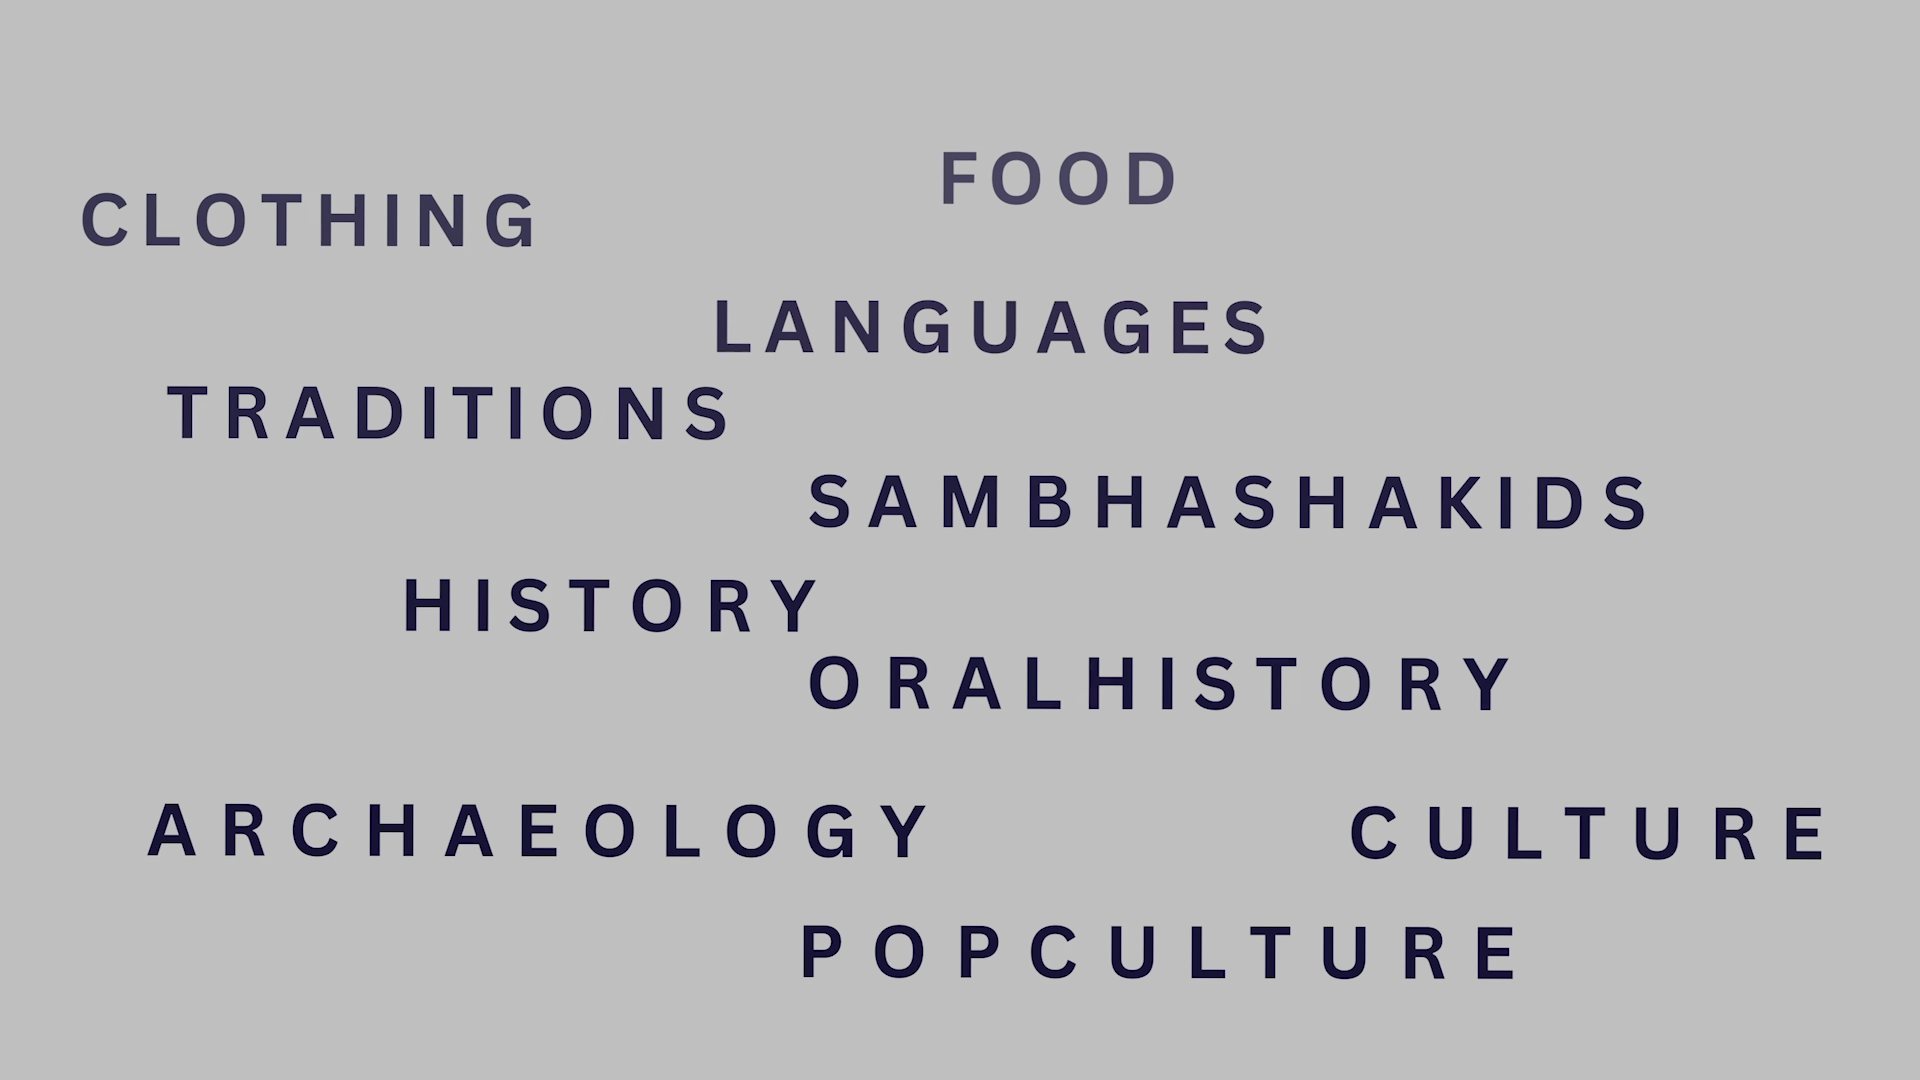 FOOD
CLOTHING
LANGUAGES
TRADITIONS
SAMBHASHAKIDS
HISTORY
ORALHISTORY
ARCHAEOLOGY
CULTURE
POPCULTURE